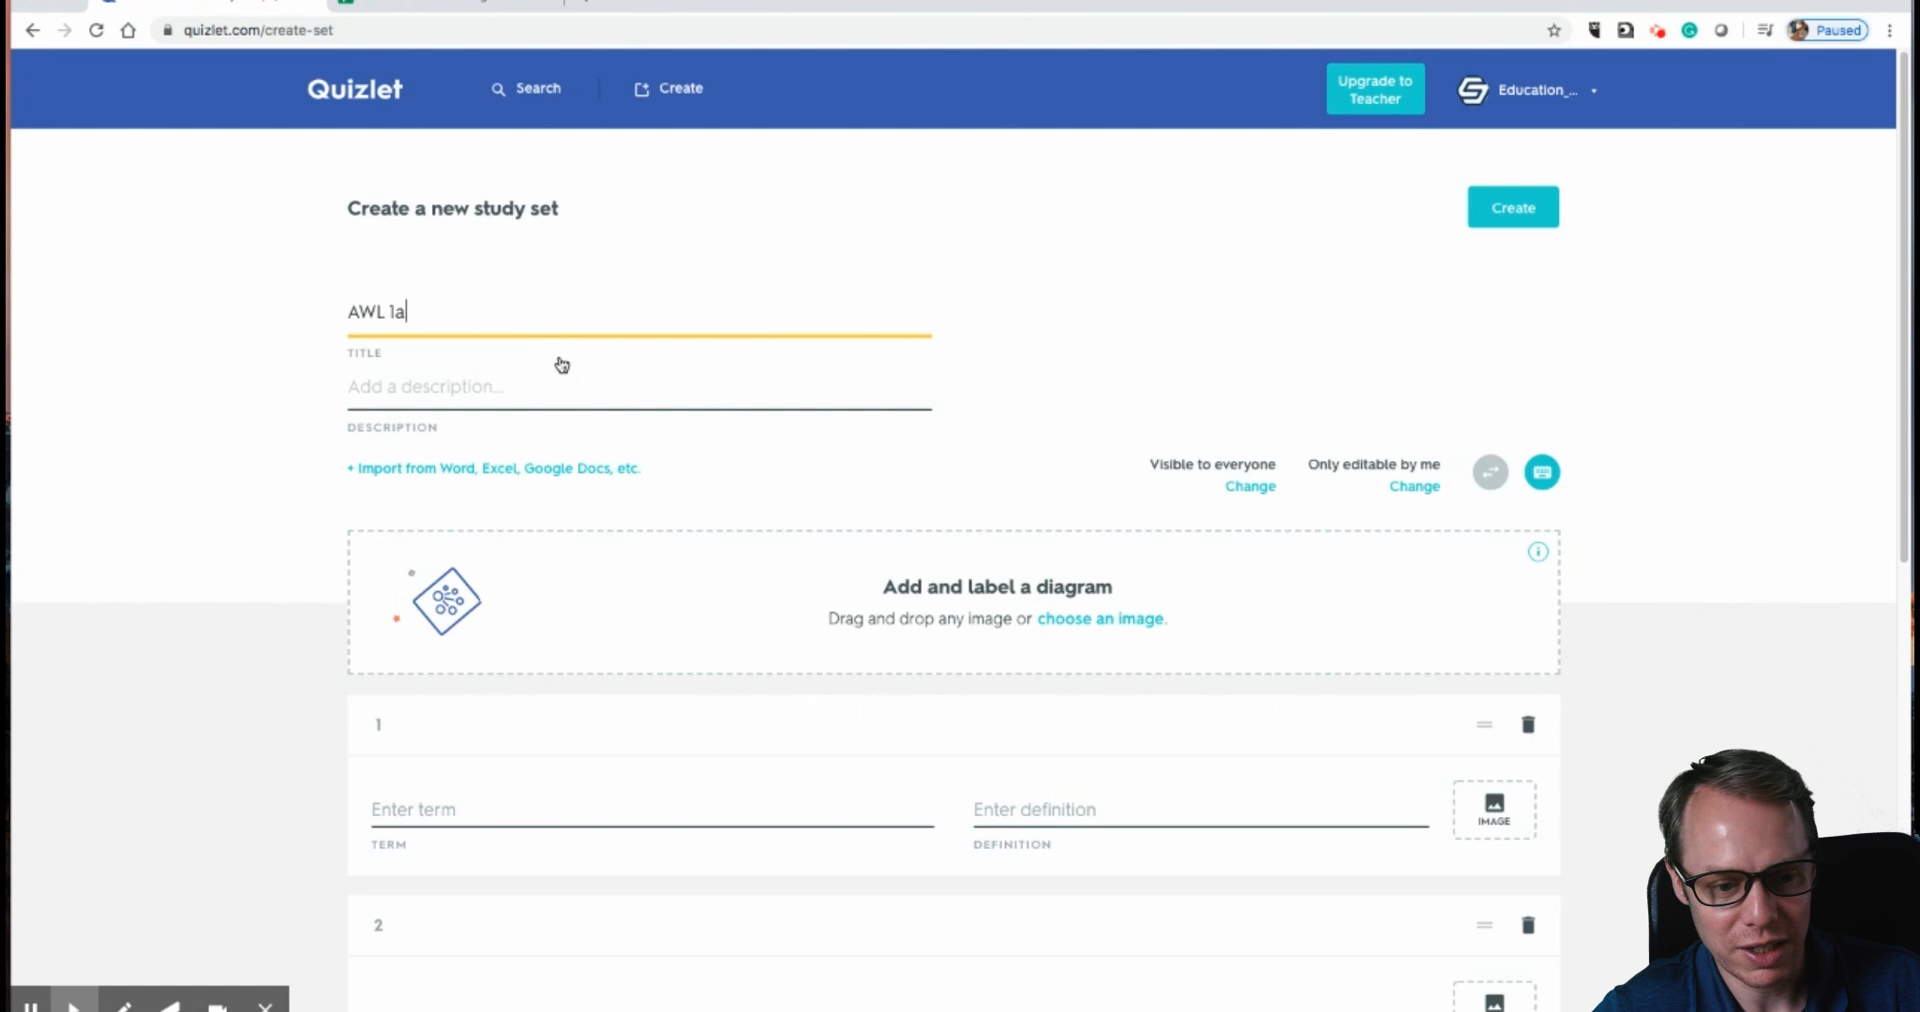 quizlet.com/create-set
Paused
Quizlet
Search
Create
Upgrade to
Teacher
Education_...
Create a new study set
Create
AWL 1a
TITLE
Add a description...
DESCRIPTION
+ Import from Word, Excel, Google Docs, etc.
Visible to everyone
Change
Only editable by me
Change
Add and label a diagram
Drag and drop any image or choose an image.
1
Enter term
TERM
Enter definition
DEFINITION
IMAGE
2